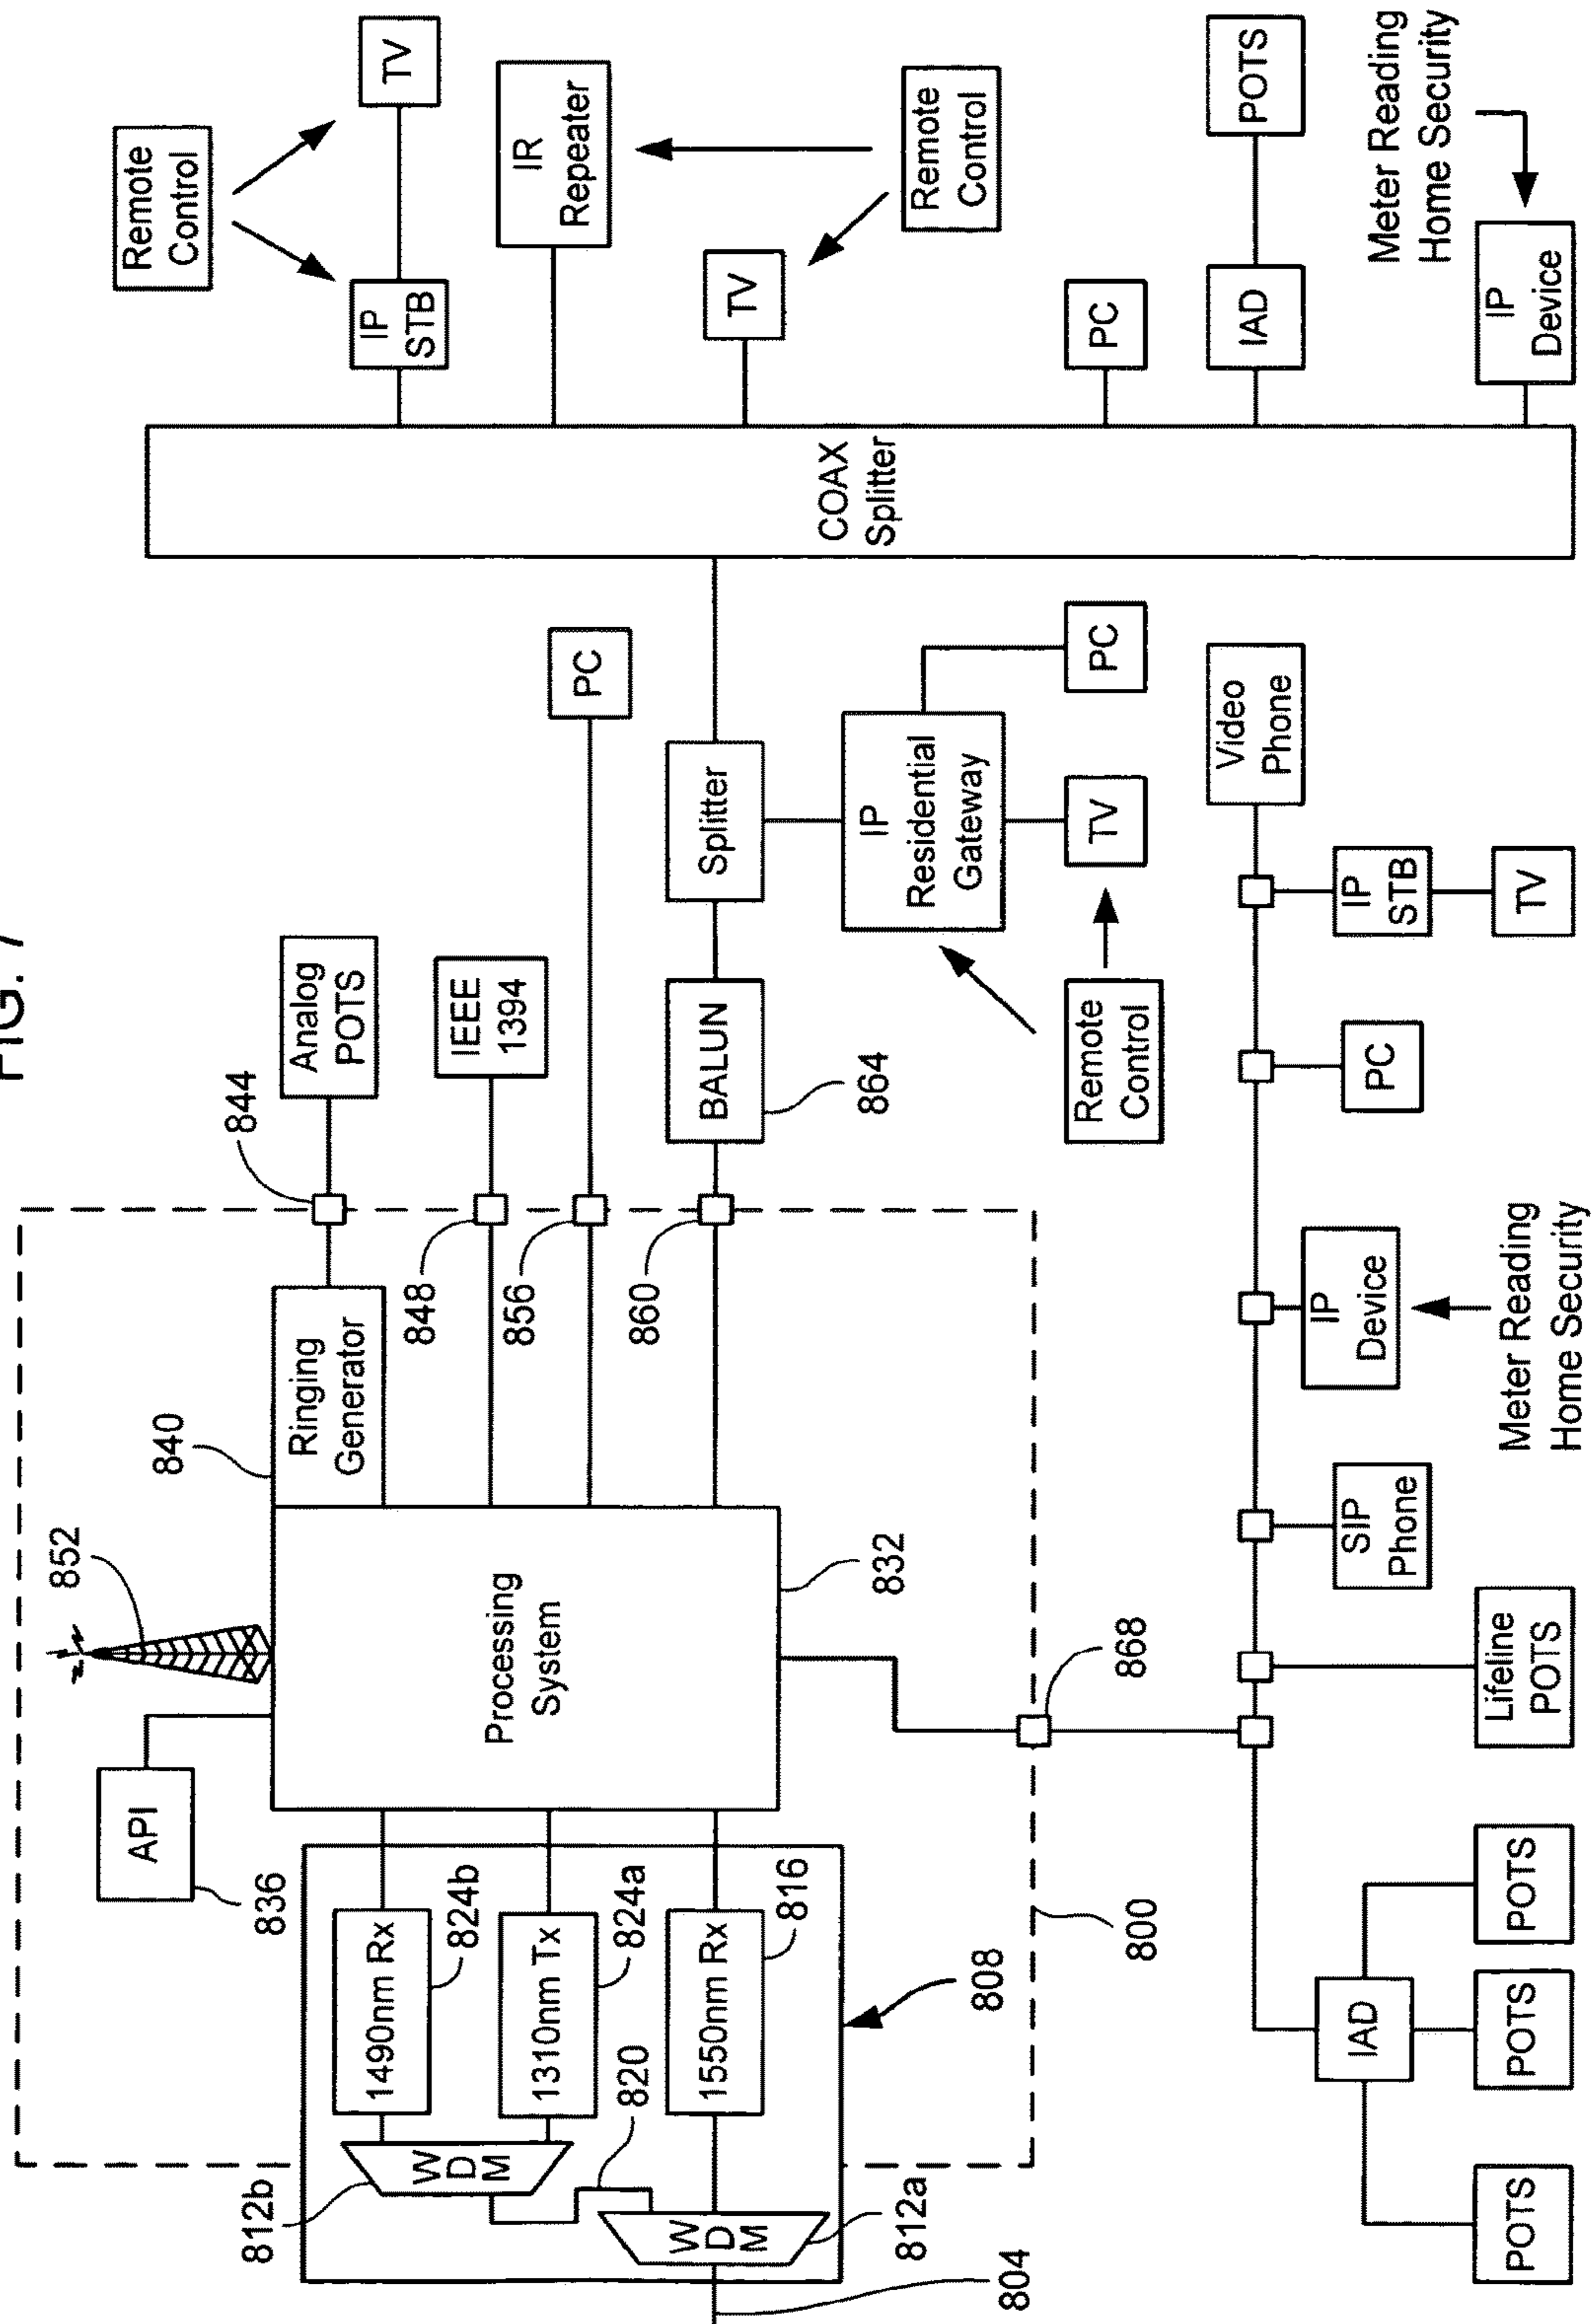 FIG. 7
852
840
844
API
836
Ringing
Generator
Analog
POTS
Remote
Control
TV
IP
STB
812b
1490nm Rx
824b
W
D
M
Processing
System
848
IEEE
1394
IR
Repeater
1310nm Tx
824a
856
PC
820
860
BALUN
864
Splitter
COAX
Splitter
TV
Remote
Control
W
D
M
1550nm Rx
816
832
812a
804
808
IP
Residential
Gateway
PC
TV
Remote
Control
PC
800
868
IAD
POTS
Meter Reading
Home Security
IP
Device
Video
Phone
IAD
POTS
POTS
POTS
Lifeline
POTS
SIP
Phone
IP
Device
Meter Reading
Home Security
PC
IP
STB
TV